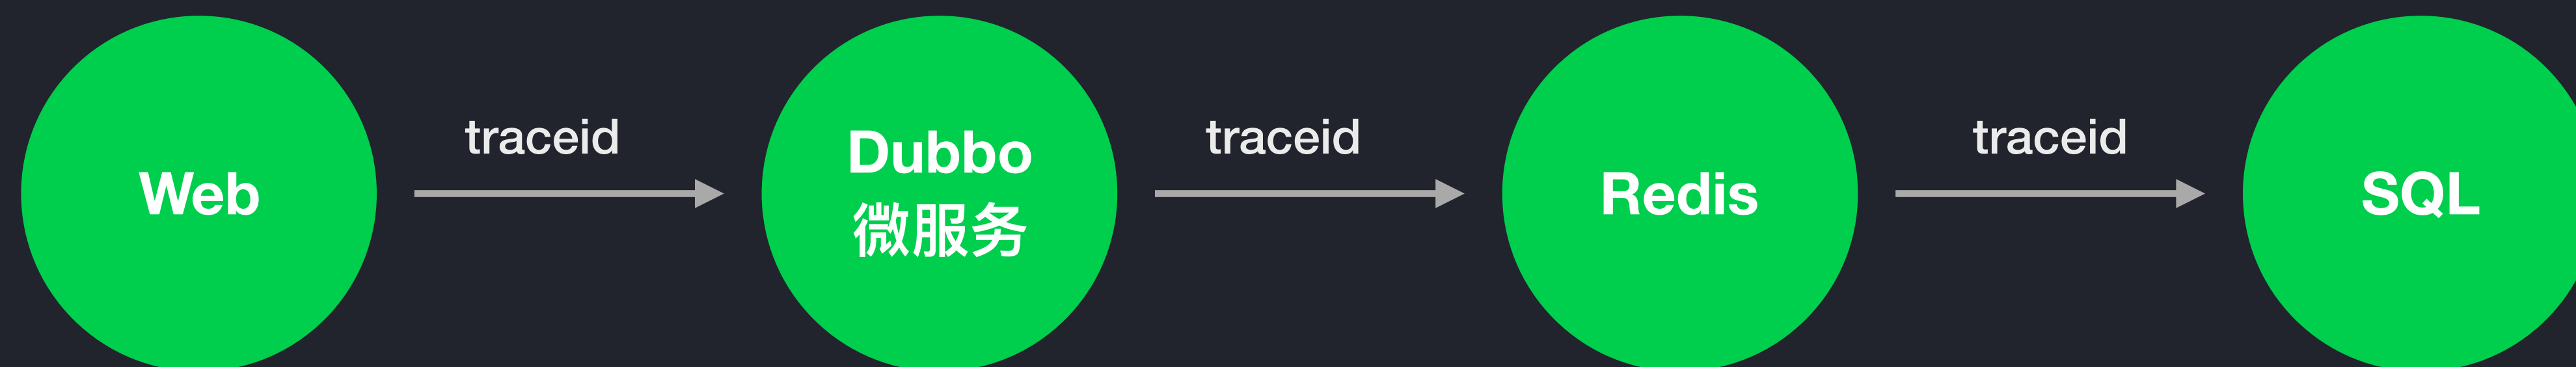 Web
traceid
Dubbo
微服务
traceid
Redis
traceid
SQL